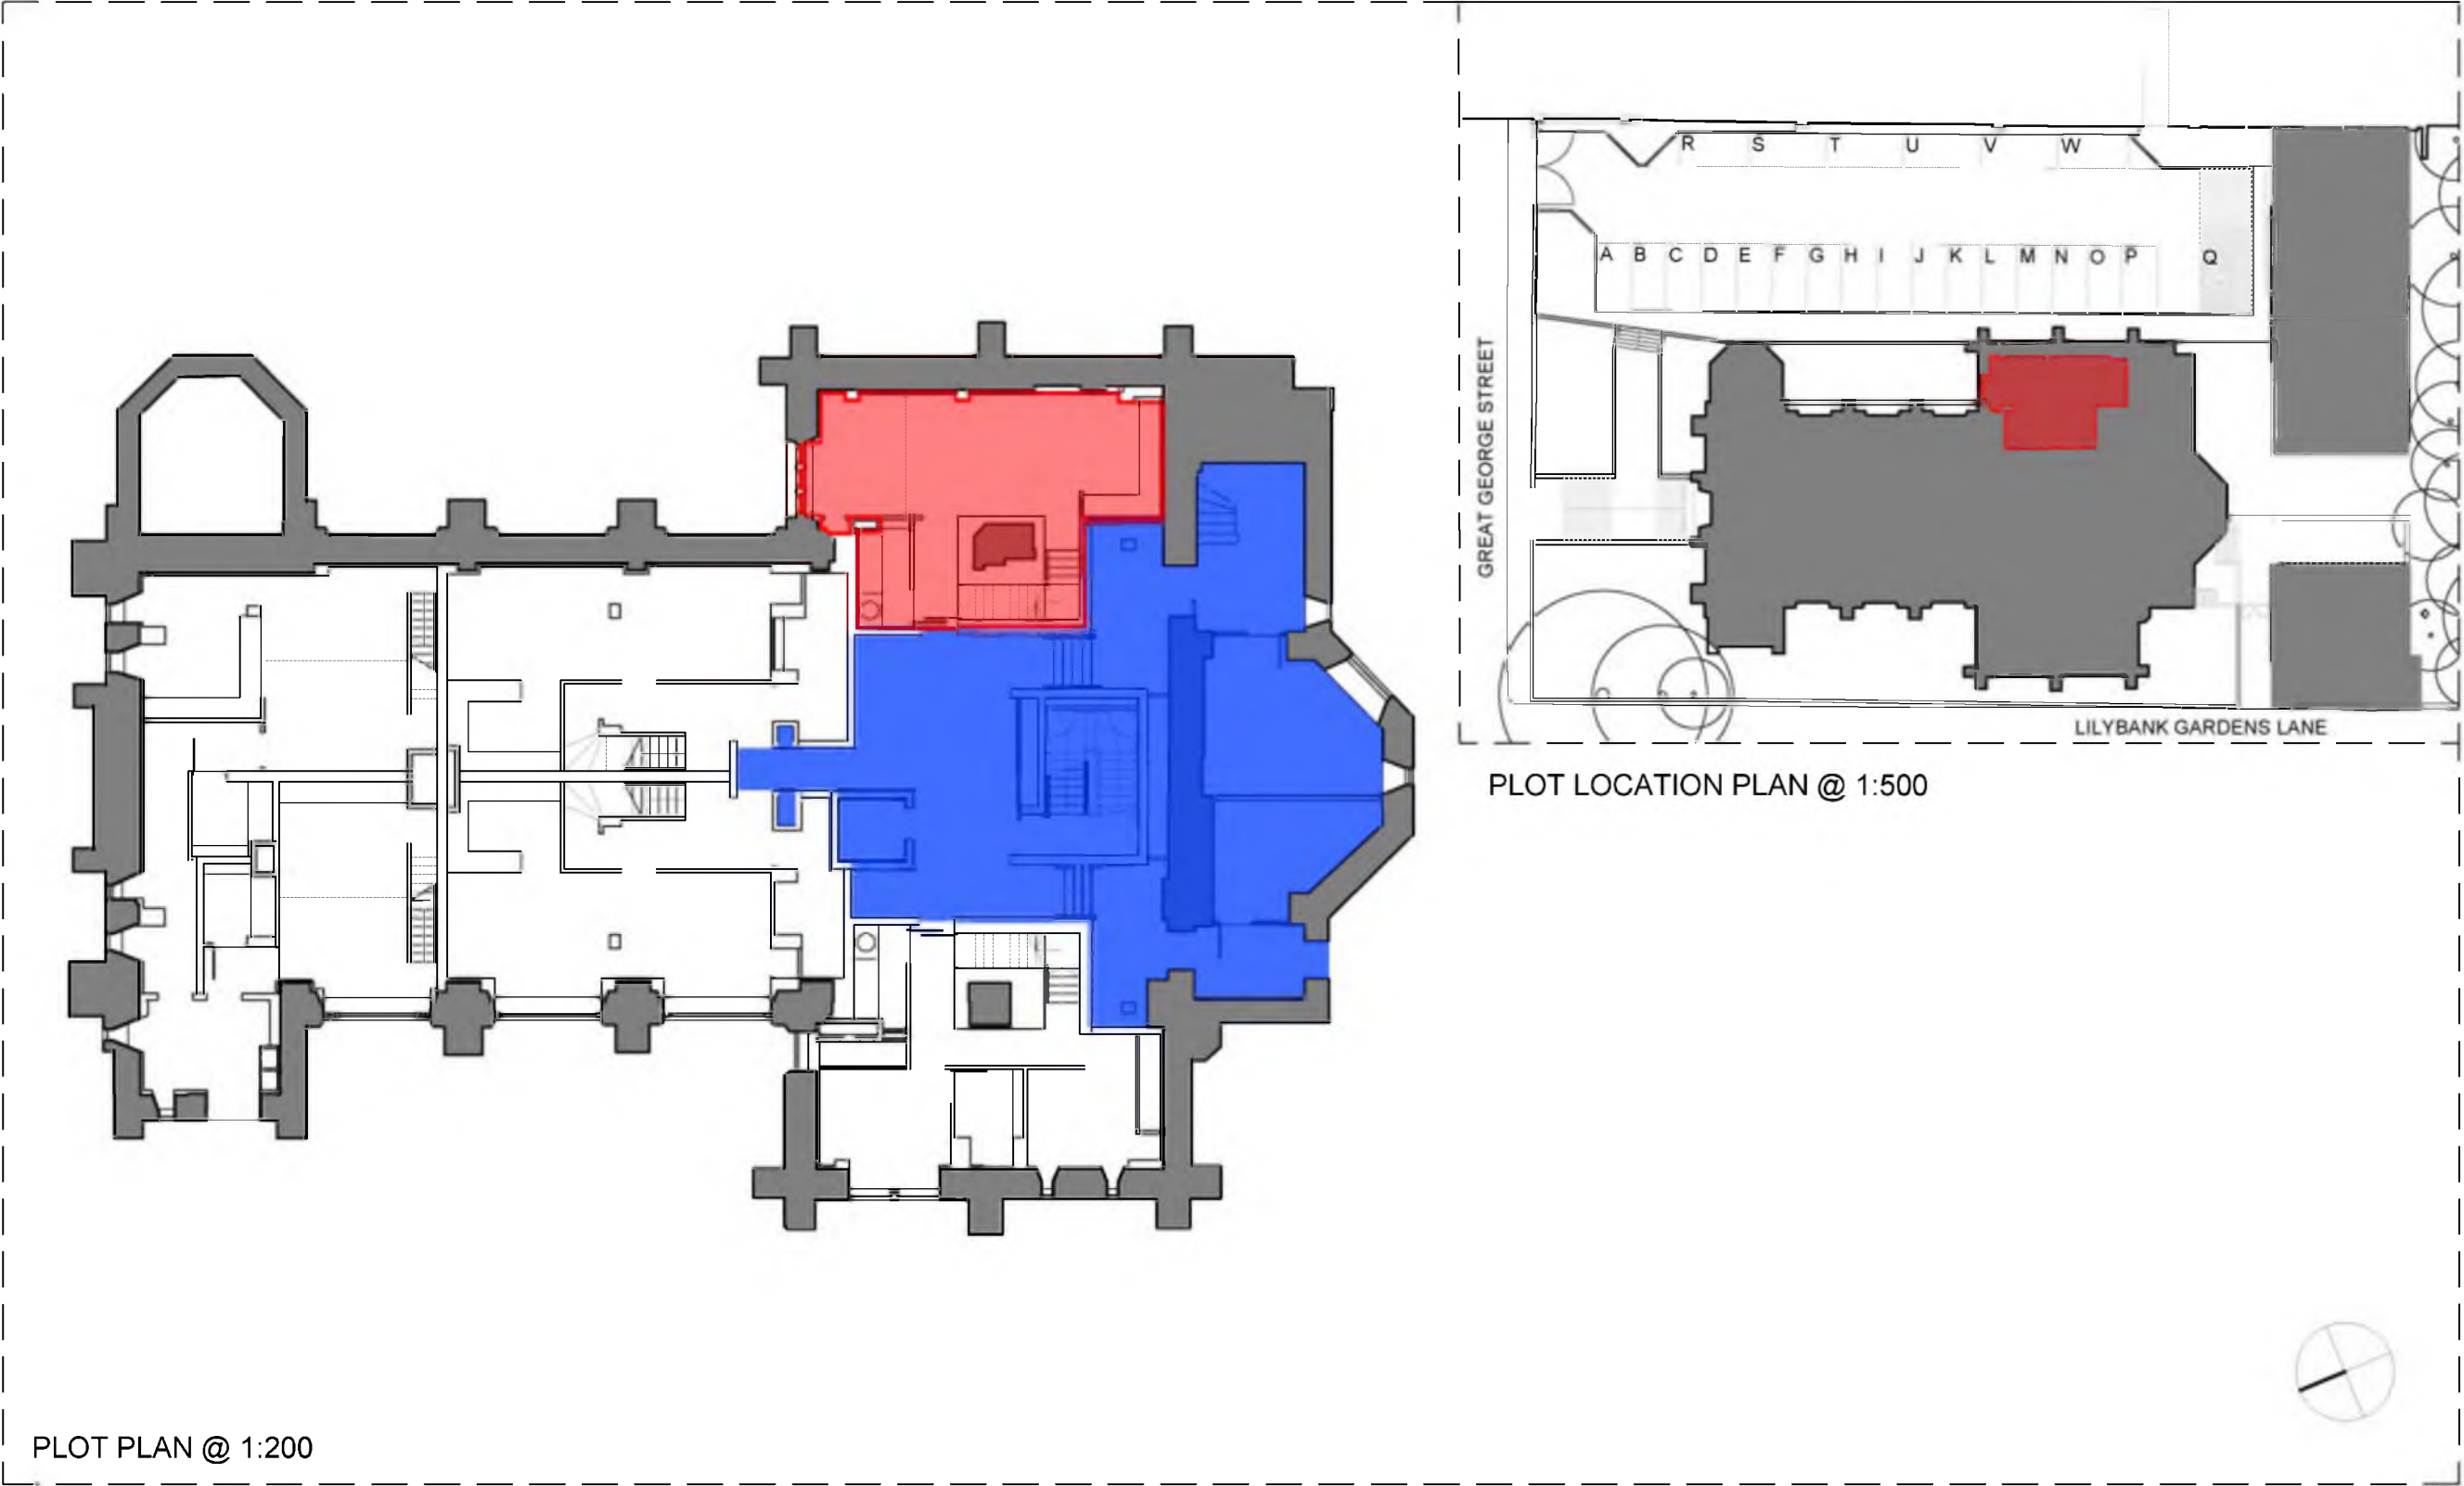 R S T U V W
A B C D E F G H I J K L M N O P Q
GREAT GEORGE STREET
LILYBANK GARDENS LANE
PLOT LOCATION PLAN @ 1:500
PLOT PLAN @ 1:200